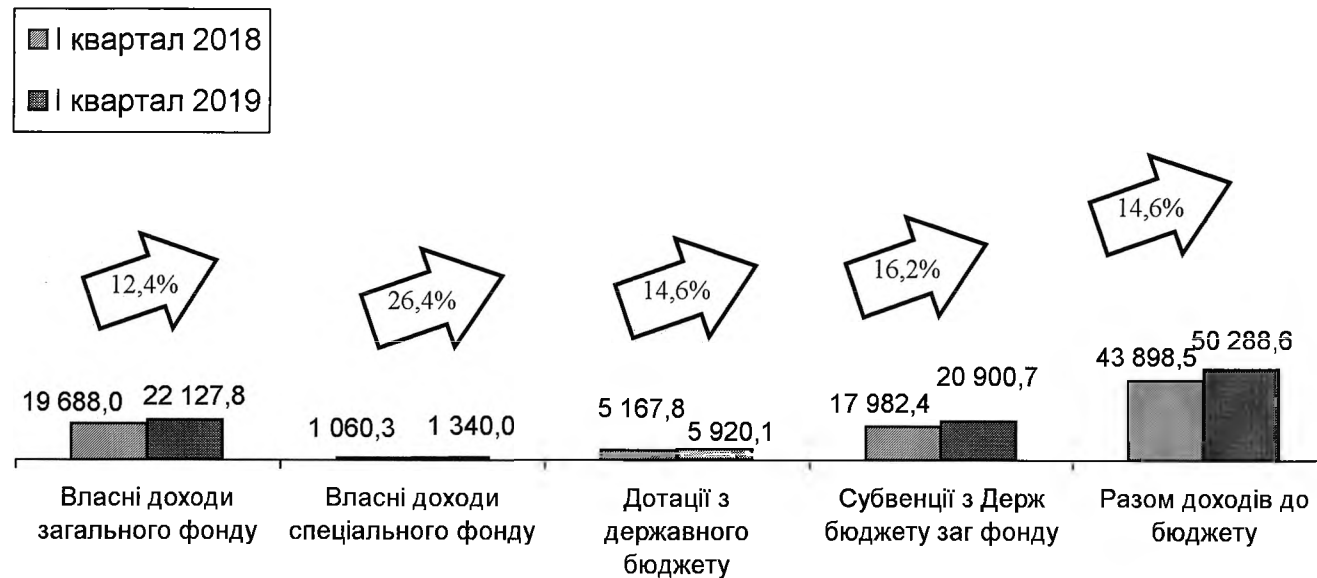 І квартал 2018
І квартал 2019
12,4%
26,4%
14,6%
16,2%
14,6%
19 688,0 22 127,8
1 060,3 1 340,0
5 167,8
5 920,1
17 982,4
20 900,7
43 898,5
50 288,6
Власні доходи
загального фонду
Власні доходи
спеціального фонду
Дотації з
державного
бюджету
Субвенції з Держ
бюджету заг фонду
Разом доходів до
бюджету